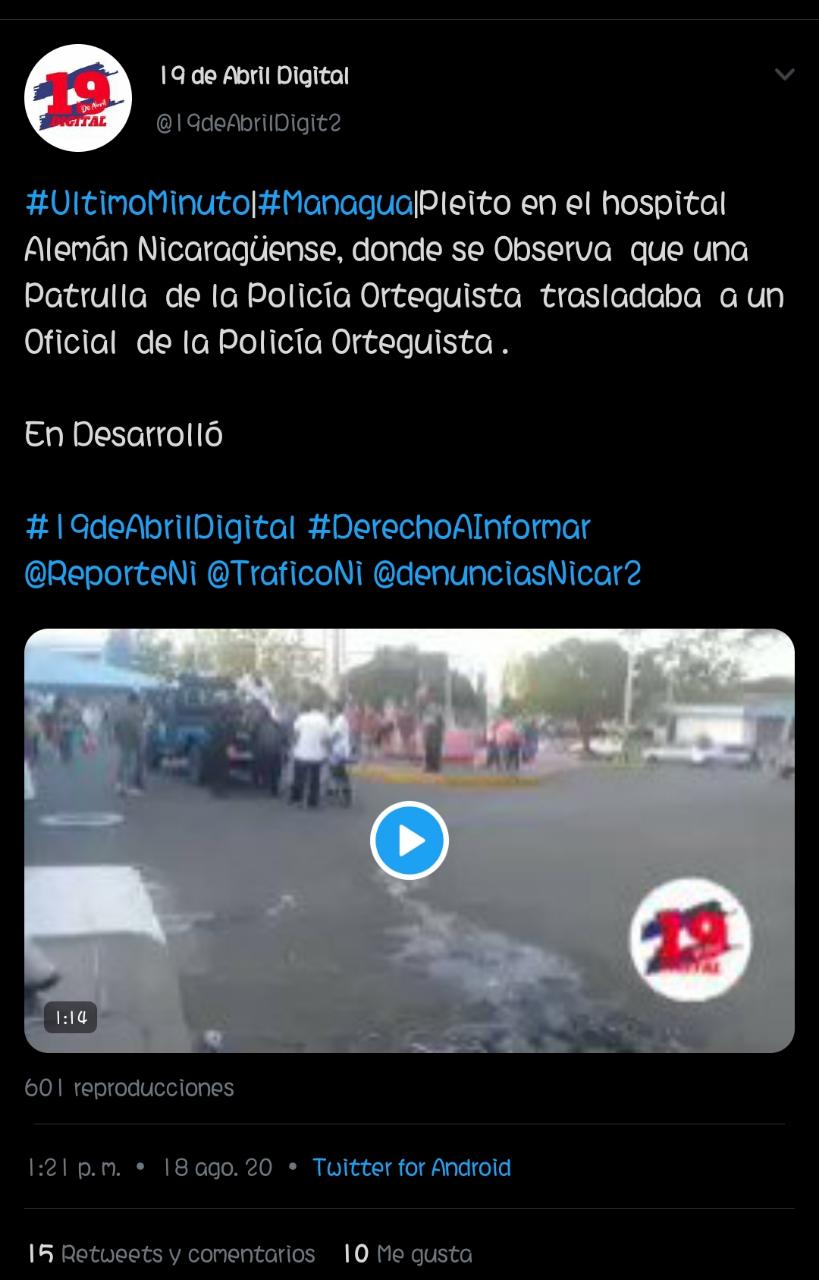 19 de Abril Digital
@19deAbrilDigit2
#UltimoMinuto|#Managua|Pleito en el hospital
Alemán Nicaragüense, donde se Observa que una
Patrulla de la Policía Orteguista trasladaba a un
Oficial de la Policía Orteguista .
En Desarrolló
#19deAbrilDigital #DerechoAInformar
@ReporteNi @TraficoNi @denunciasNicar2
19
DIGITAL
1:14
601 reproducciones
1:21 p. m. • 18 ago. 20 • Twitter for Android
15 Retweets y comentarios 10 Me gusta